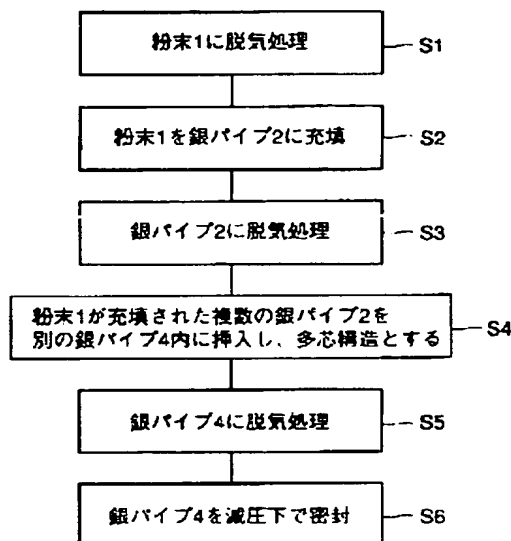 粉末1に脱気処理
S1
粉末1を銀パイプ2に充填
S2
銀パイプ2に脱気処理
S3
粉末1が充填された複数の銀パイプ2を
別の銀パイプ4内に挿入し、多芯構造とする
S4
銀パイプ4に脱気処理
S5
銀パイプ4を減圧下で密封
S6